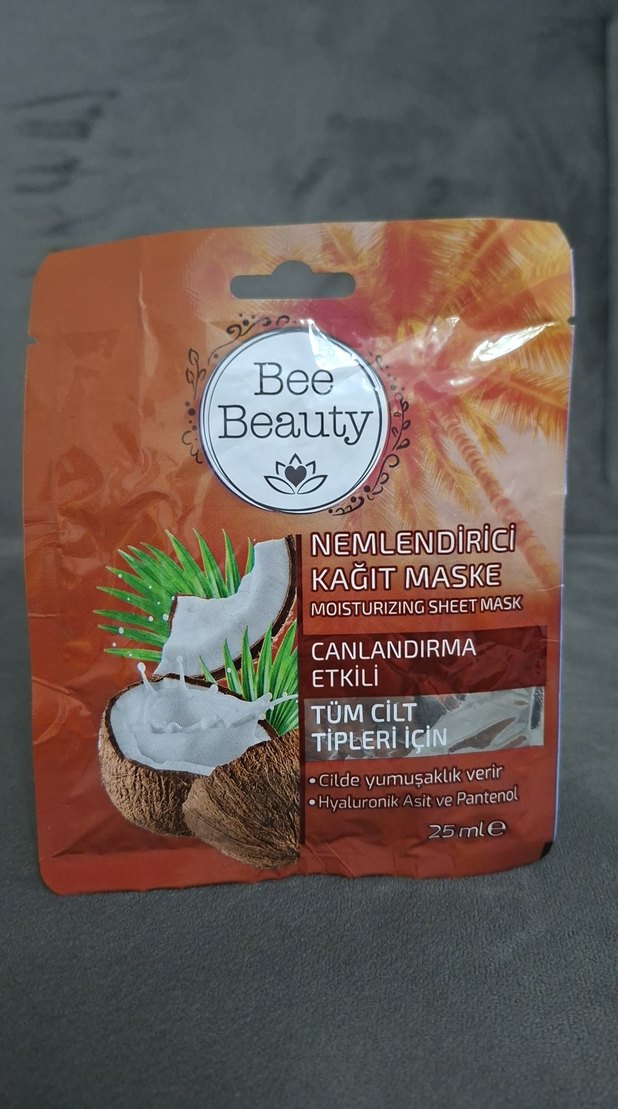 Bee
Beauty
NEMLENDİRİCİ
KAĞIT MASKE
MOISTURIZING SHEET MASK
CANLANDIRMA
ETKİLİ
TÜM CİLT
TİPLERİ İÇİN
• Cilde yumuşaklık verir
• Hyaluronik Asit ve Pantenol
25 ml ℮